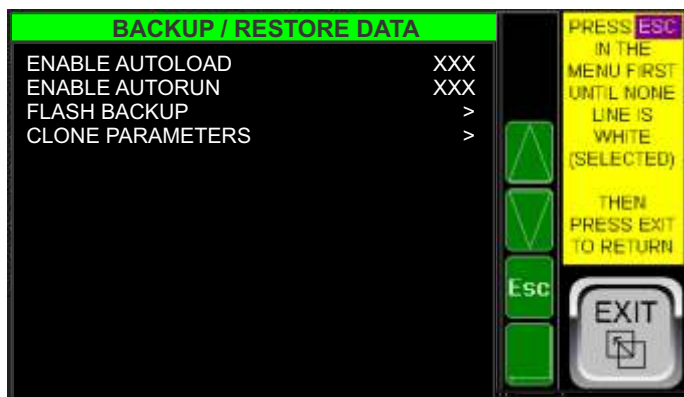 BACKUP / RESTORE DATA
ENABLE AUTOLOAD XXX
ENABLE AUTORUN XXX
FLASH BACKUP >
CLONE PARAMETERS >
Esc
PRESS ESC
IN THE
MENU FIRST
UNTIL NONE
LINE IS
WHITE
(SELECTED)
THEN
PRESS EXIT
TO RETURN
EXIT